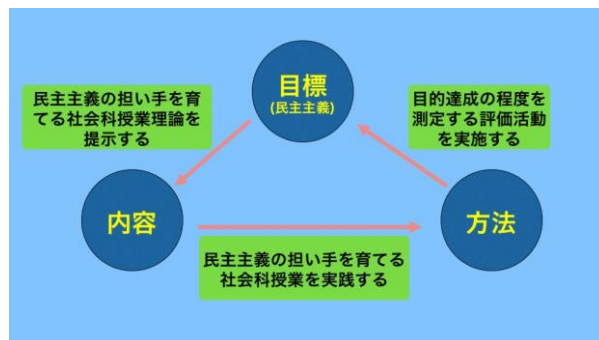 目標
(民主主義)
民主主義の担い手を育
てる社会科授業理論を
提示する
目的達成の程度を
測定する評価活動
を実施する
内容
方法
民主主義の担い手を育てる
社会科授業を実践する